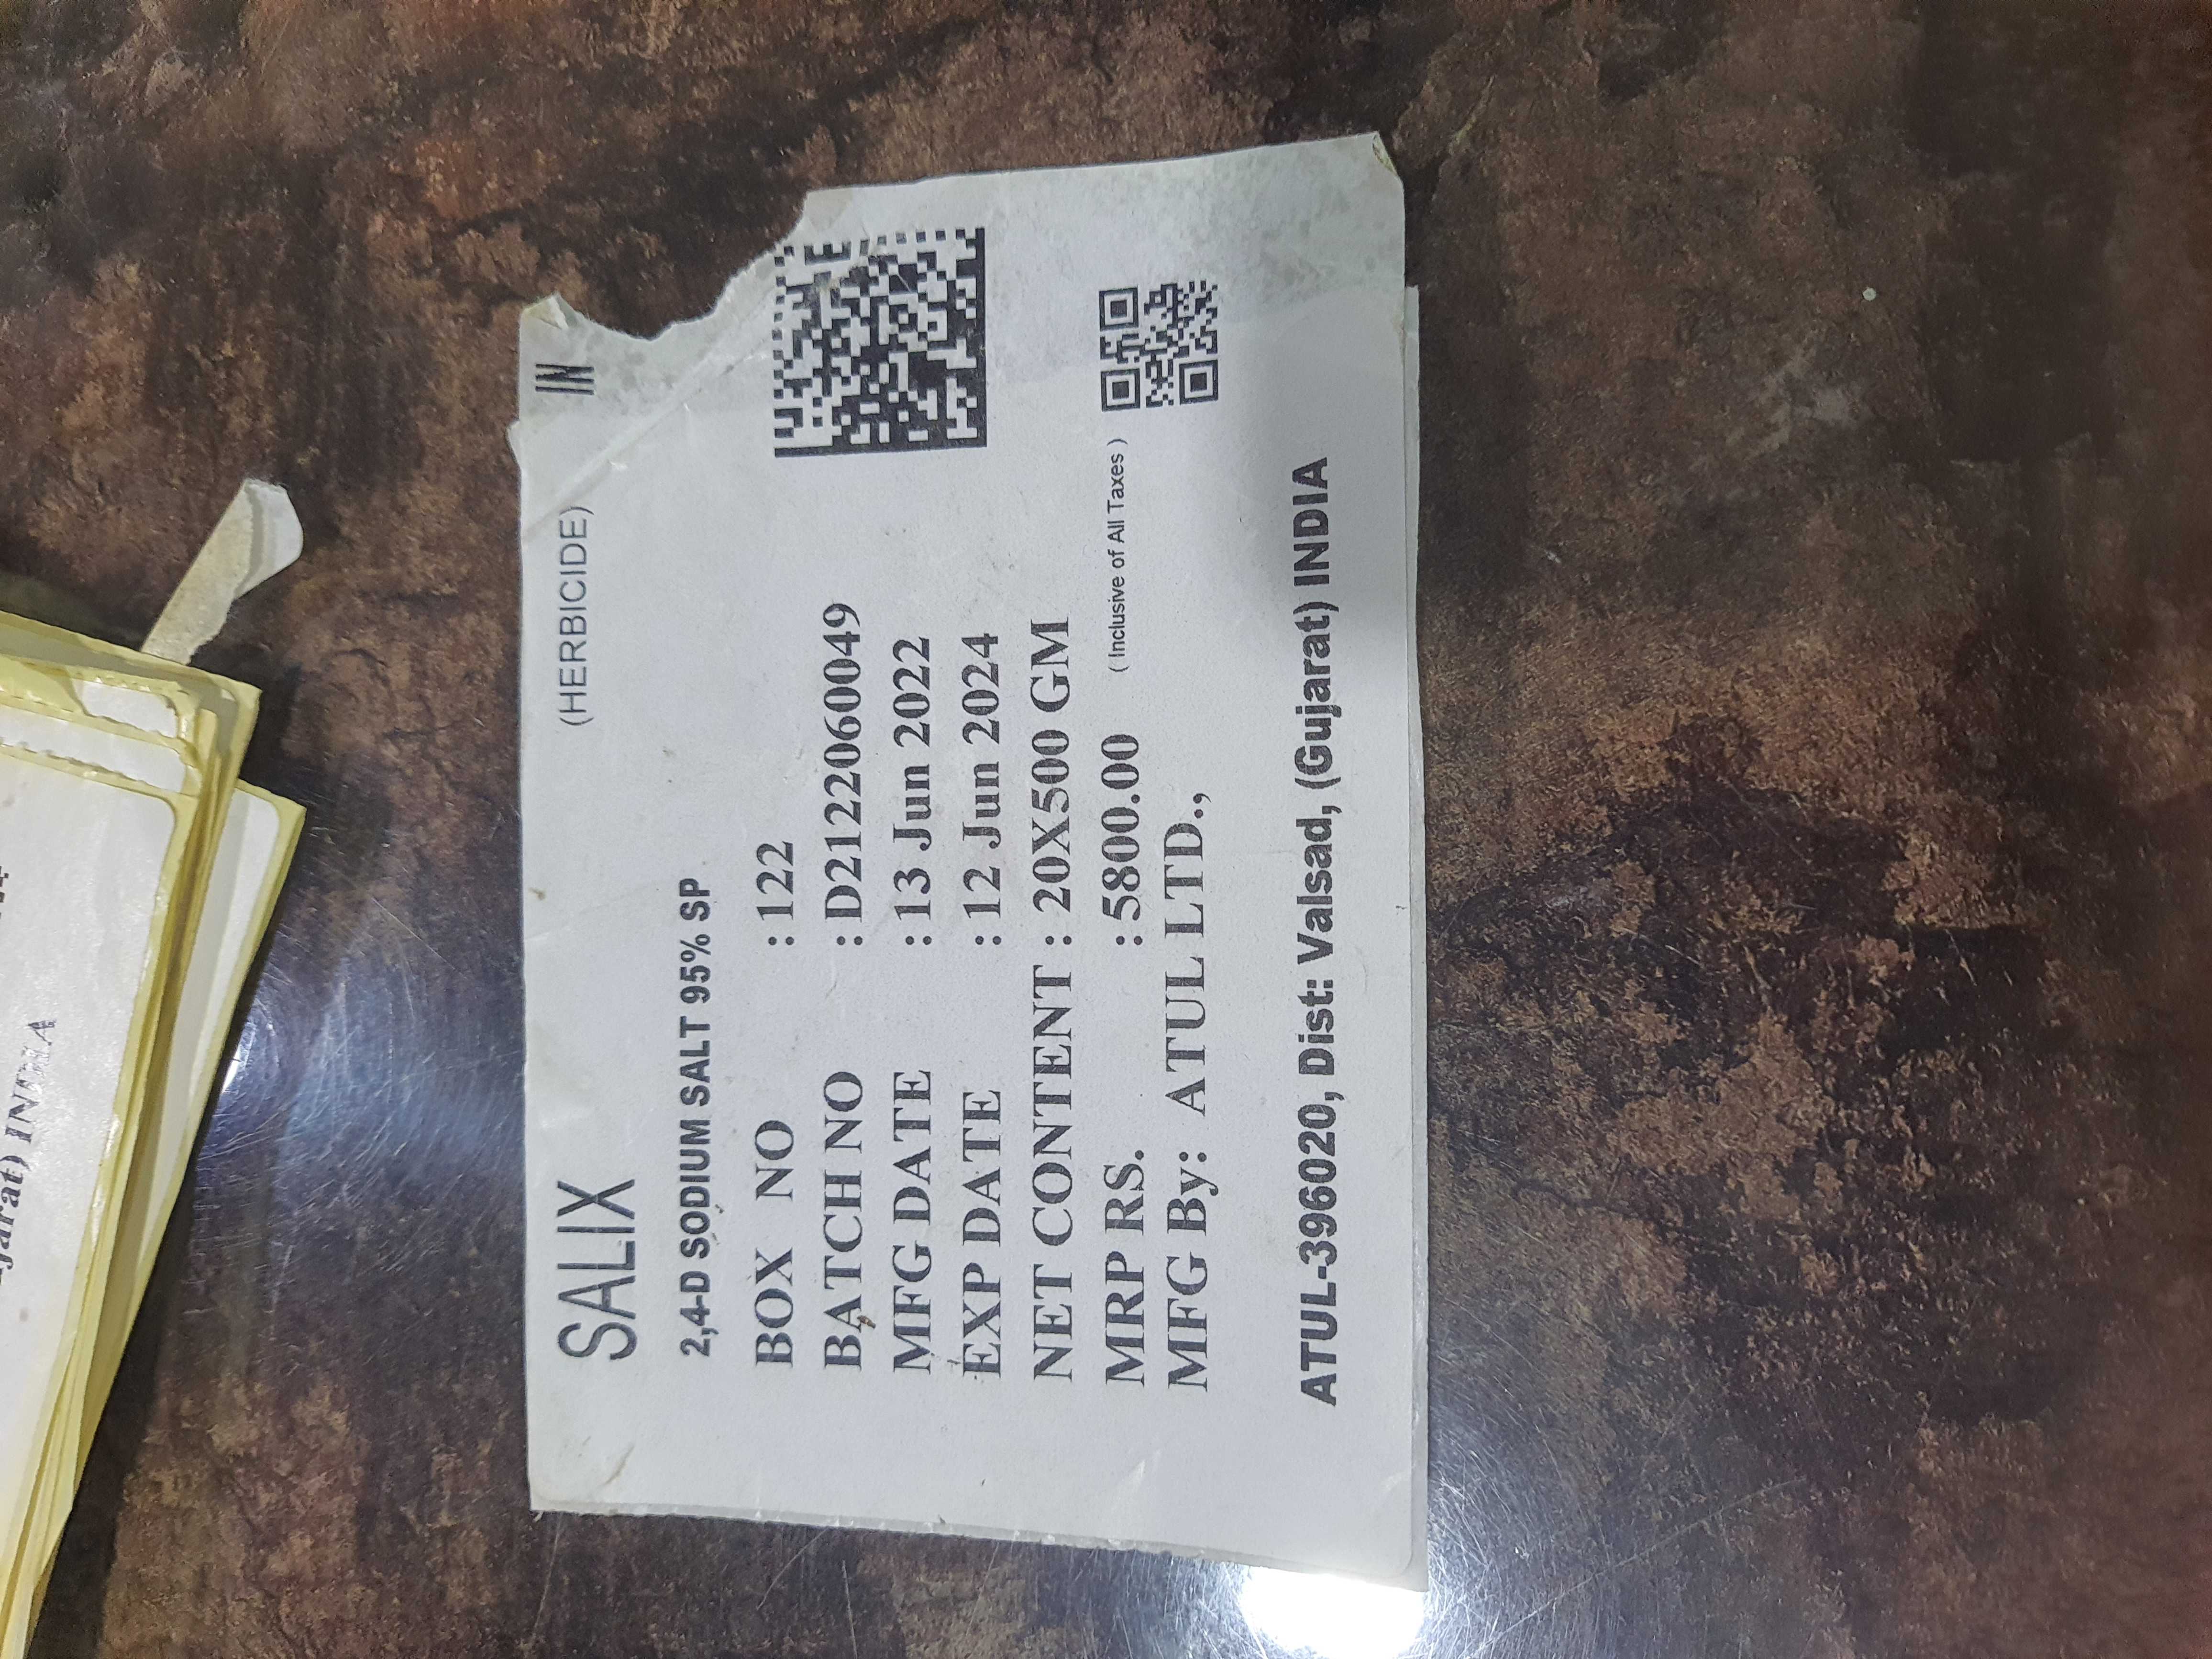 SALIX (HERBICIDE) IN
2,4-D SODIUM SALT 95% SP
BOX NO : 122
BATCH NO : D2122060049
MFG DATE : 13 Jun 2022
EXP DATE : 12 Jun 2024
NET CONTENT : 20X500 GM
MRP RS. : 5800.00 ( Inclusive of All Taxes )
MFG By: ATUL LTD.,
ATUL-396020, Dist: Valsad, (Gujarat) INDIA
INDIA